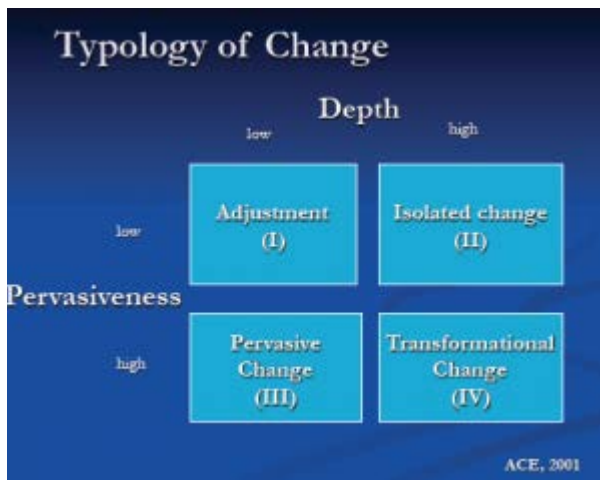 Typology of Change
Depth
low
high
Adjustment
(I)
Isolated change
(II)
low
Pervasiveness
high
Pervasive
Change
(III)
Transformational
Change
(IV)
ACE, 2001